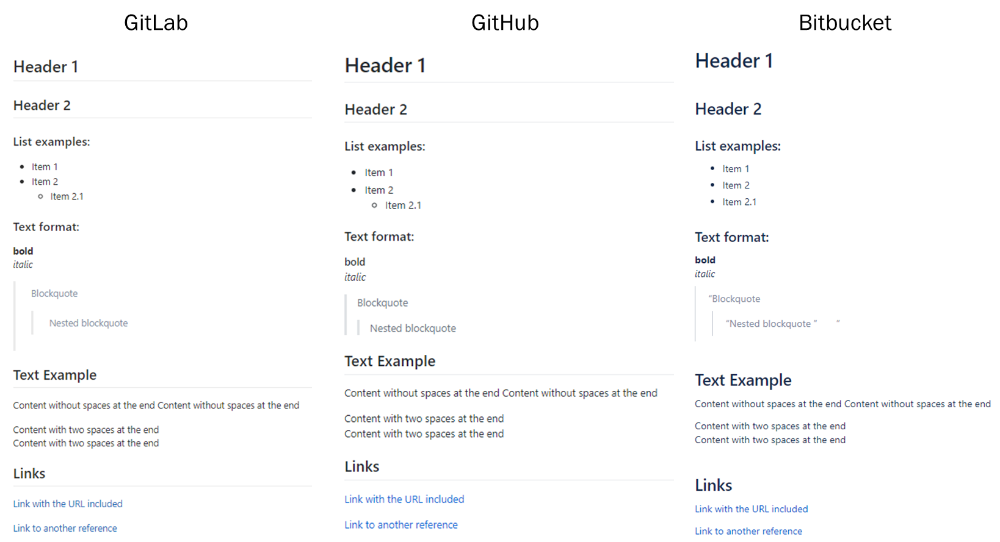 GitLab
Header 1
Header 2
List examples:
Item 1
Item 2
Item 2.1
Text format:
bold
italic
Blockquote
Nested blockquote
Text Example
Content without spaces at the end Content without spaces at the end
Content with two spaces at the end
Content with two spaces at the end
Links
Link with the URL included
Link to another reference
GitHub
Header 1
Header 2
List examples:
Item 1
Item 2
Item 2.1
Text format:
bold
italic
Blockquote
Nested blockquote
Text Example
Content without spaces at the end Content without spaces at the end
Content with two spaces at the end
Content with two spaces at the end
Links
Link with the URL included
Link to another reference
Bitbucket
Header 1
Header 2
List examples:
Item 1
Item 2
Item 2.1
Text format:
bold
italic
“Blockquote
“Nested blockquote ” ”
Text Example
Content without spaces at the end Content without spaces at the end
Content with two spaces at the end
Content with two spaces at the end
Links
Link with the URL included
Link to another reference